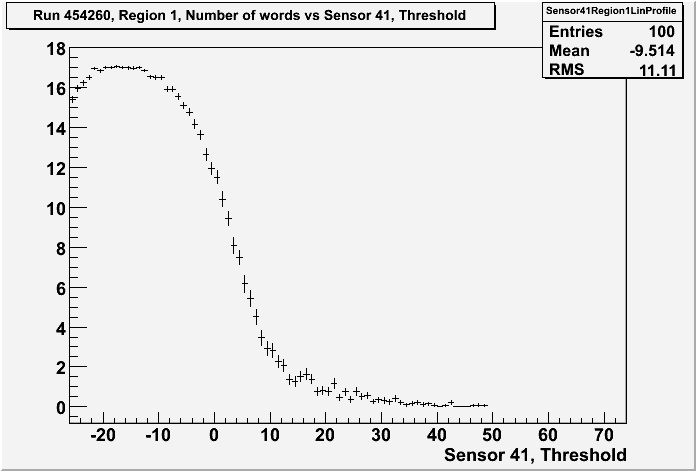 Run 454260, Region 1, Number of words vs Sensor 41, Threshold
Sensor41Region1LinProfile
Entries 100
Mean -9.514
RMS 11.11
18
16
14
12
10
8
6
4
2
0
-20 -10 0 10 20 30 40 50 60 70
Sensor 41, Threshold